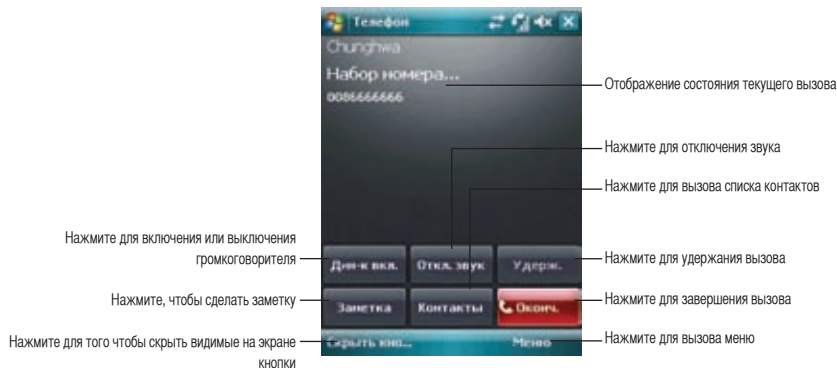 Телефон
Chunghwa
Набор номера...
0086666666
Отображение состояния текущего вызова
Нажмите для отключения звука
Нажмите для вызова списка контактов
Нажмите для включения или выключения
громкоговорителя
Дин-к вкл.
Откл. звук
Удерж.
Нажмите для удержания вызова
Нажмите, чтобы сделать заметку
Заметка
Контакты
Оконч.
Нажмите для завершения вызова
Нажмите для того чтобы скрыть видимые на экране
кнопки
Скрыть кно...
Меню
Нажмите для вызова меню